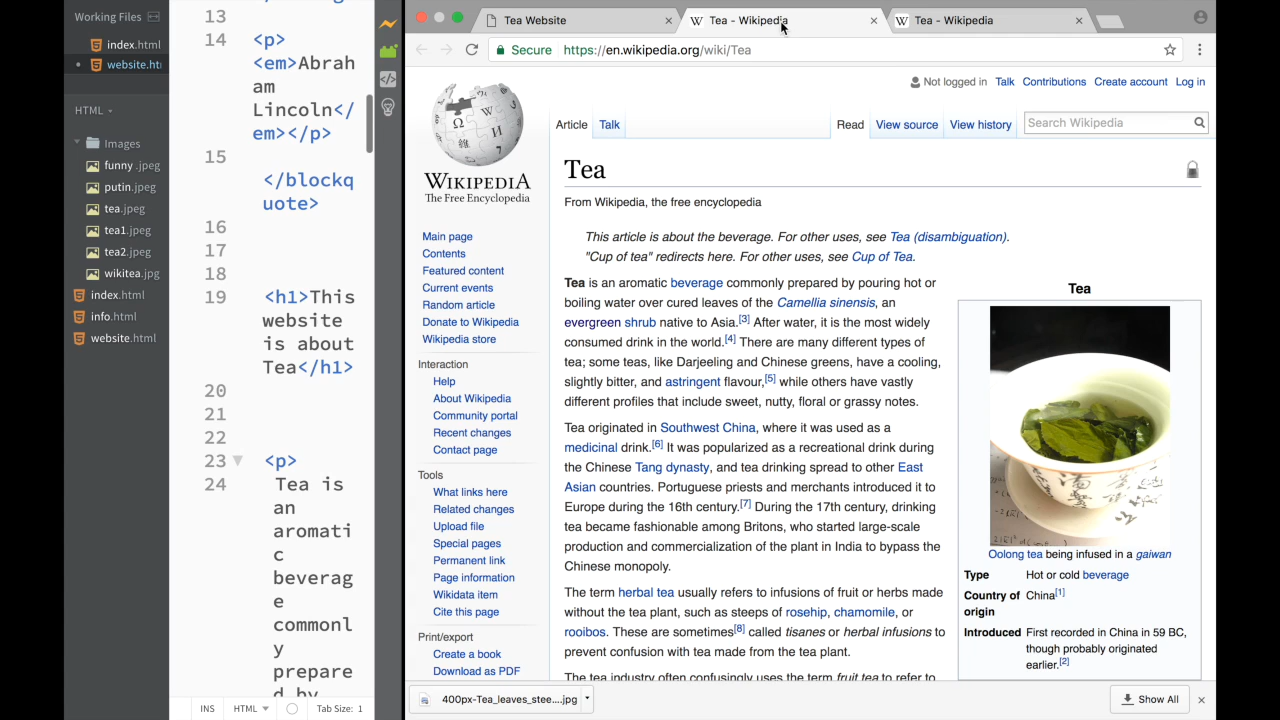 Working Files
index.html
website.htr
HTML
Images
funny .jpeg
putin.jpeg
tea.jpeg
tea1.jpeg
tea2.jpeg
wikitea.jpg
index.html
info.html
website.html
13
14 <p>
<em>Abrah
am
Lincoln</
em></p>
15
</blockq
uote>
16
17
18
19 <h1>This
website
is about
Tea</h1>
20
21
22
23 <p>
24 Tea is
an
aromati
c
beverag
e
commonl
y
prepare
d by
INS HTML Tab Size: 1
Tea Website
Tea - Wikipedia
Tea - Wikipedia
Secure https://en.wikipedia.org/wiki/Tea
Not logged in Talk Contributions Create account Log in
Article Talk Read View source View history Search Wikipedia
WIKIPEDIA
The Free Encyclopedia
Main page
Contents
Featured content
Current events
Random article
Donate to Wikipedia
Wikipedia store
Interaction
Help
About Wikipedia
Community portal
Recent changes
Contact page
Tools
What links here
Related changes
Upload file
Special pages
Permanent link
Page information
Wikidata item
Cite this page
Print/export
Create a book
Download as PDF
Tea
From Wikipedia, the free encyclopedia
This article is about the beverage. For other uses, see Tea (disambiguation).
"Cup of tea" redirects here. For other uses, see Cup of Tea.
Tea is an aromatic beverage commonly prepared by pouring hot or
boiling water over cured leaves of the Camellia sinensis, an
evergreen shrub native to Asia.[3] After water, it is the most widely
consumed drink in the world.[4] There are many different types of
tea; some teas, like Darjeeling and Chinese greens, have a cooling,
slightly bitter, and astringent flavour,[5] while others have vastly
different profiles that include sweet, nutty, floral or grassy notes.
Tea originated in Southwest China, where it was used as a
medicinal drink.[6] It was popularized as a recreational drink during
the Chinese Tang dynasty, and tea drinking spread to other East
Asian countries. Portuguese priests and merchants introduced it to
Europe during the 16th century.[7] During the 17th century, drinking
tea became fashionable among Britons, who started large-scale
production and commercialization of the plant in India to bypass the
Chinese monopoly.
The term herbal tea usually refers to infusions of fruit or herbs made
without the tea plant, such as steeps of rosehip, chamomile, or
rooibos. These are sometimes[8] called tisanes or herbal infusions to
prevent confusion with tea made from the tea plant.
The tea industry often confusingly uses the term fruit tea to refer to
Tea
Oolong tea being infused in a gaiwan
Type Hot or cold beverage
Country of origin China[1]
Introduced First recorded in China in 59 BC,
though probably originated
earlier.[2]
400px-Tea_leaves_stee....jpg
Show All